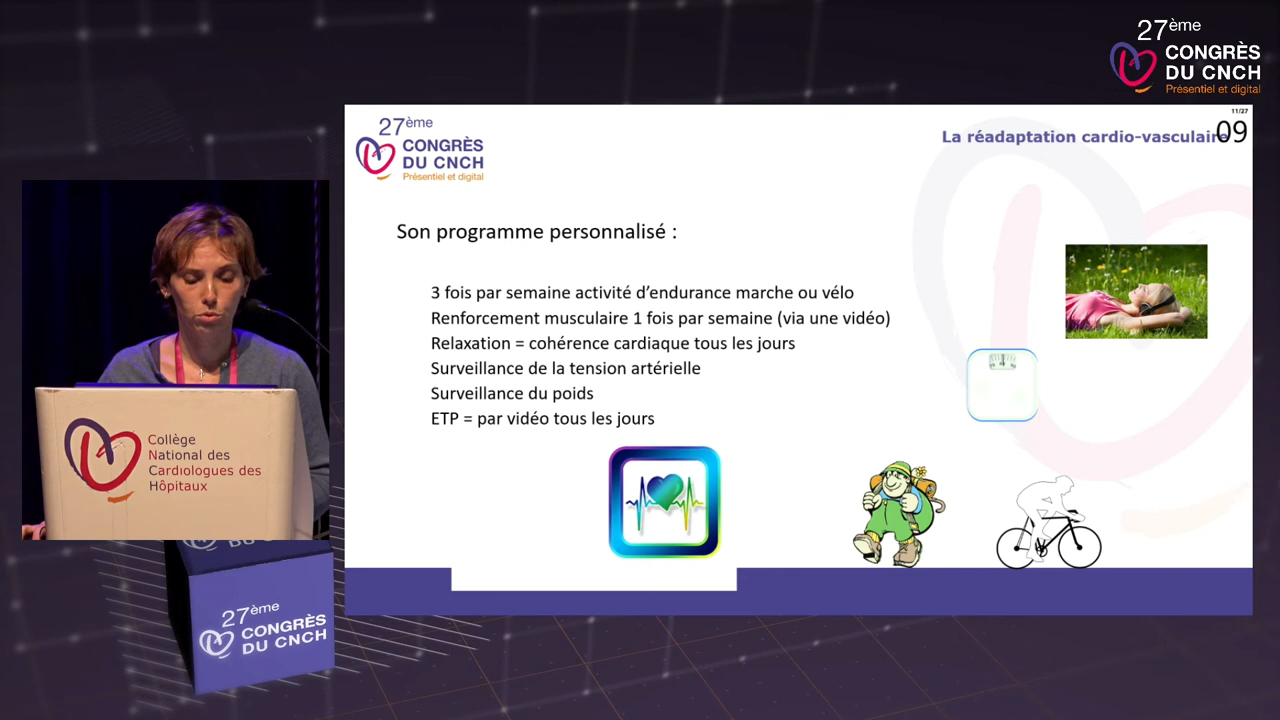 27ème
CONGRÈS
DU CNCH
Présentiel et digital
27ème
CONGRÈS
DU CNCH
Présentiel et digital
11/27
09
La réadaptation cardio-vasculaire
Son programme personnalisé :
3 fois par semaine activité d’endurance marche ou vélo
Renforcement musculaire 1 fois par semaine (via une vidéo)
Relaxation = cohérence cardiaque tous les jours
Surveillance de la tension artérielle
Surveillance du poids
ETP = par vidéo tous les jours
Collège
National des
Cardiologues des
Hôpitaux
DU CNCH
27ème
CONGRÈS
DU CNCH